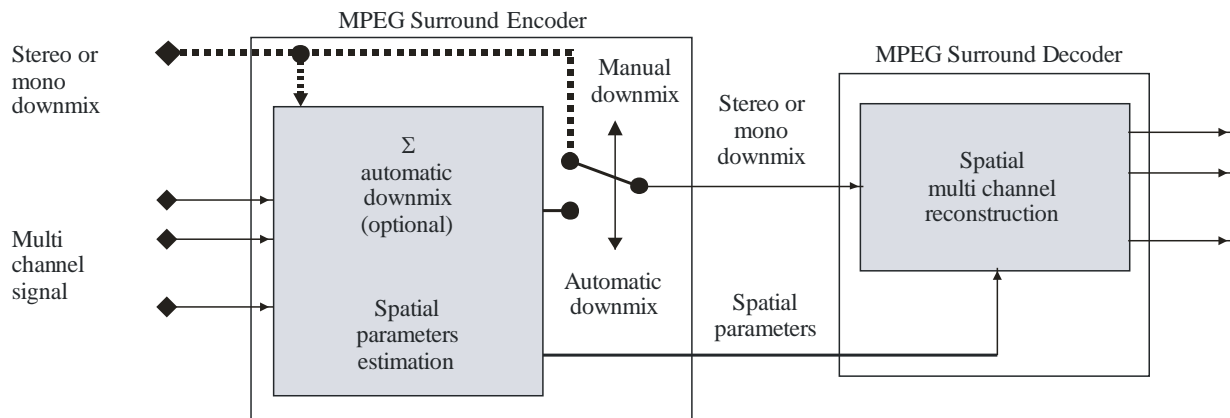 MPEG Surround Encoder
Stereo or
mono
downmix
Manual
downmix
MPEG Surround Decoder
Stereo or
mono
downmix
Σ
automatic
downmix
(optional)
Spatial
multi channel
reconstruction
Multi
channel
signal
Automatic
downmix
Spatial
parameters
estimation
Spatial
parameters